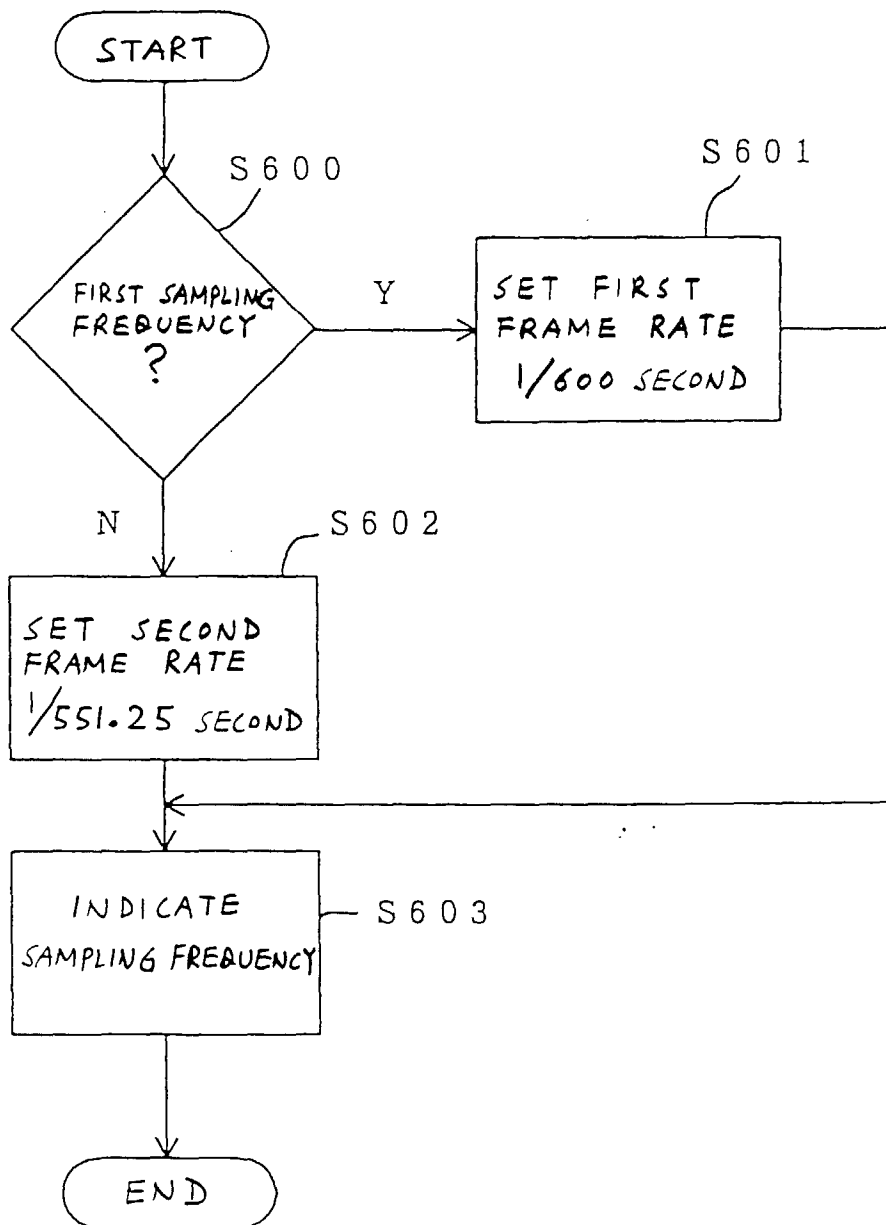 START
S600
FIRST SAMPLING
FREQUENCY
?
Y
S601
SET FIRST
FRAME RATE
1/600 SECOND
N
S602
SET SECOND
FRAME RATE
1/551.25 SECOND
INDICATE
SAMPLING FREQUENCY
S603
END